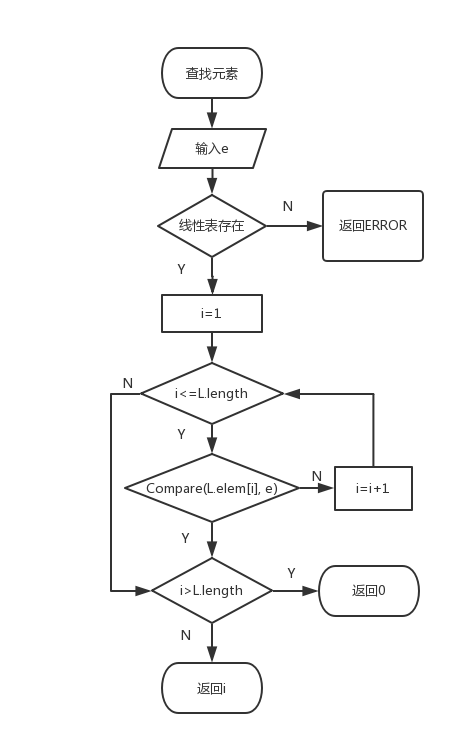 查找元素
输入e
线性表存在
N
返回ERROR
Y
i=1
N
i<=L.length
Y
Compare(L.elem[i], e)
N
i=i+1
Y
i>L.length
Y
返回0
N
返回i